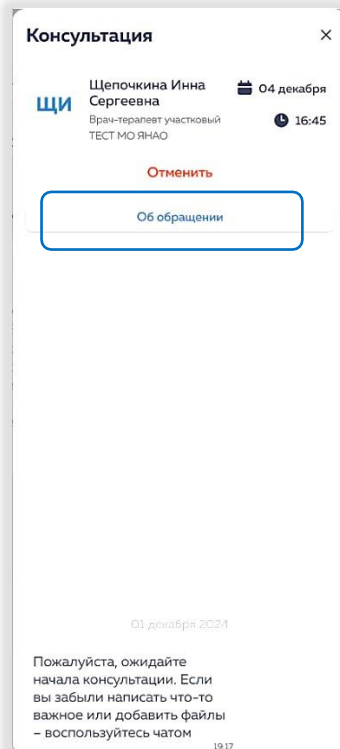 Консультация
ЩИ
Щепочкина Инна
Сергеевна
Врач-терапевт участковый
ТЕСТ МО ЯНАО
04 декабря
16:45
Отменить
Об обращении
01 декабря 2024
Пожалуйста, ожидайте
начала консультации. Если
вы забыли написать что-то
важное или добавить файлы
– воспользуйтесь чатом
19:17